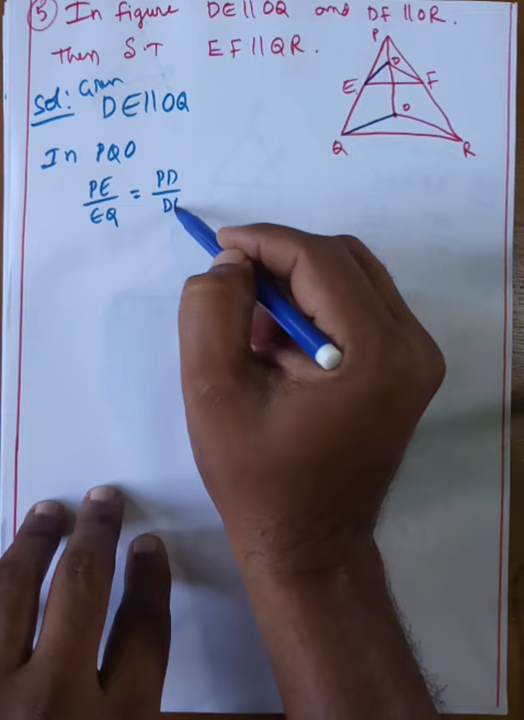 5) In figure DE || OQ and DF || OR.
Then S.T EF || QR.
P
D
E F
O
Q R
Sol: Given
DE || OQ
In PQO
PE/EQ = PD/D